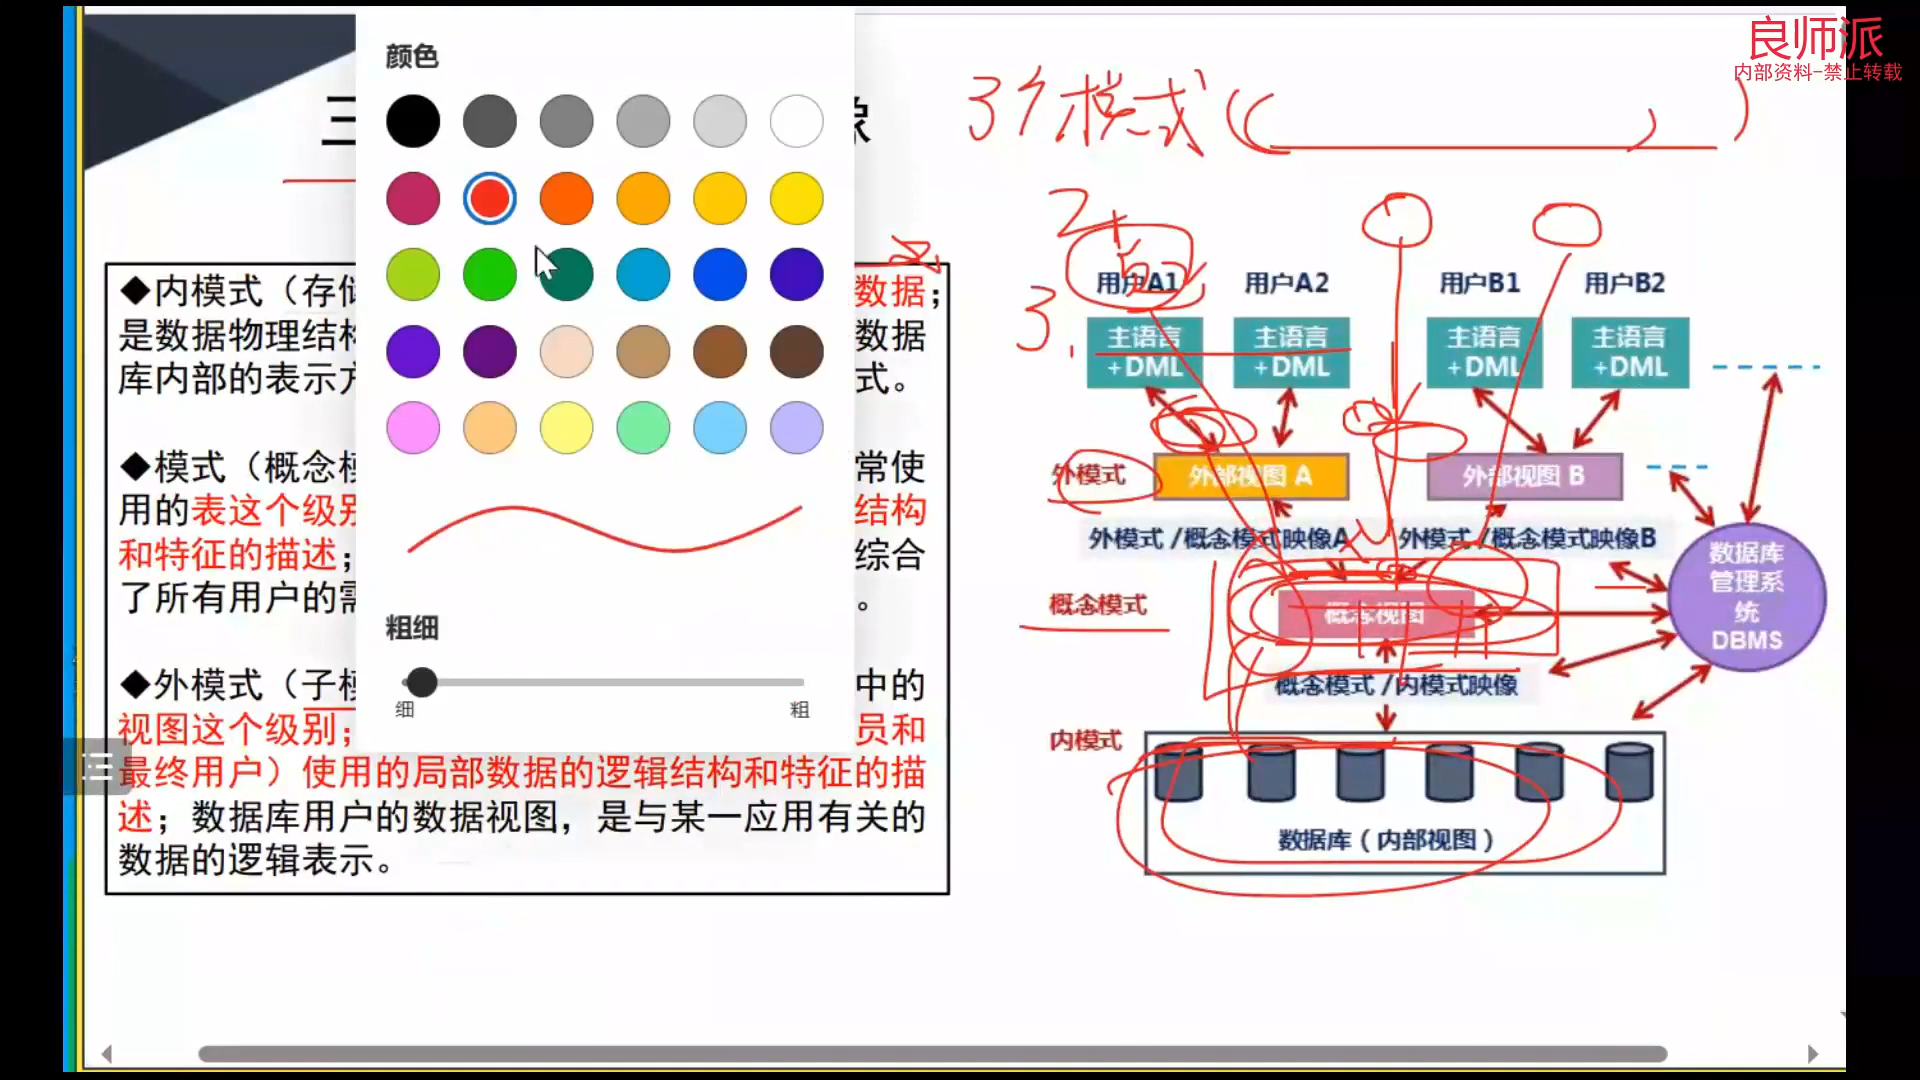 良师派
内部资料-禁止转载
颜色
三
象
3个模式(
◆内模式（存储
数据；
是数据物理结构
数据
库内部的表示方
式。
◆模式（概念模
常使
用的表这个级别
结构
和特征的描述；
综合
了所有用户的需
。
◆外模式（子模
中的
视图这个级别；
员和
最终用户）使用的局部数据的逻辑结构和特征的描
述；数据库用户的数据视图，是与某一应用有关的
数据的逻辑表示。
粗细
细
粗
2
3.
用户A1
用户A2
用户B1
用户B2
主语言
+DML
主语言
+DML
主语言
+DML
主语言
+DML
外模式
外部视图 A
外部视图 B
外模式 /概念模式映像A
外模式 /概念模式映像B
数据库
管理系
统
DBMS
概念模式
概念视图
概念模式 /内模式映像
内模式
数据库（内部视图）